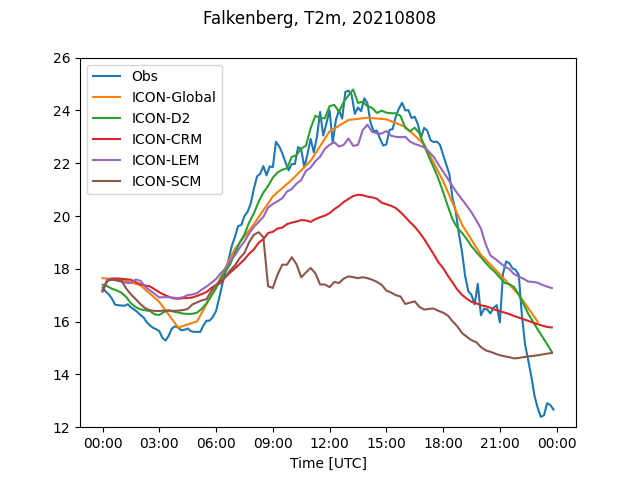 Falkenberg, T2m, 20210808
26
24
22
20
18
16
14
12
Obs
ICON-Global
ICON-D2
ICON-CRM
ICON-LEM
ICON-SCM
00:00 03:00 06:00 09:00 12:00 15:00 18:00 21:00 00:00
Time [UTC]